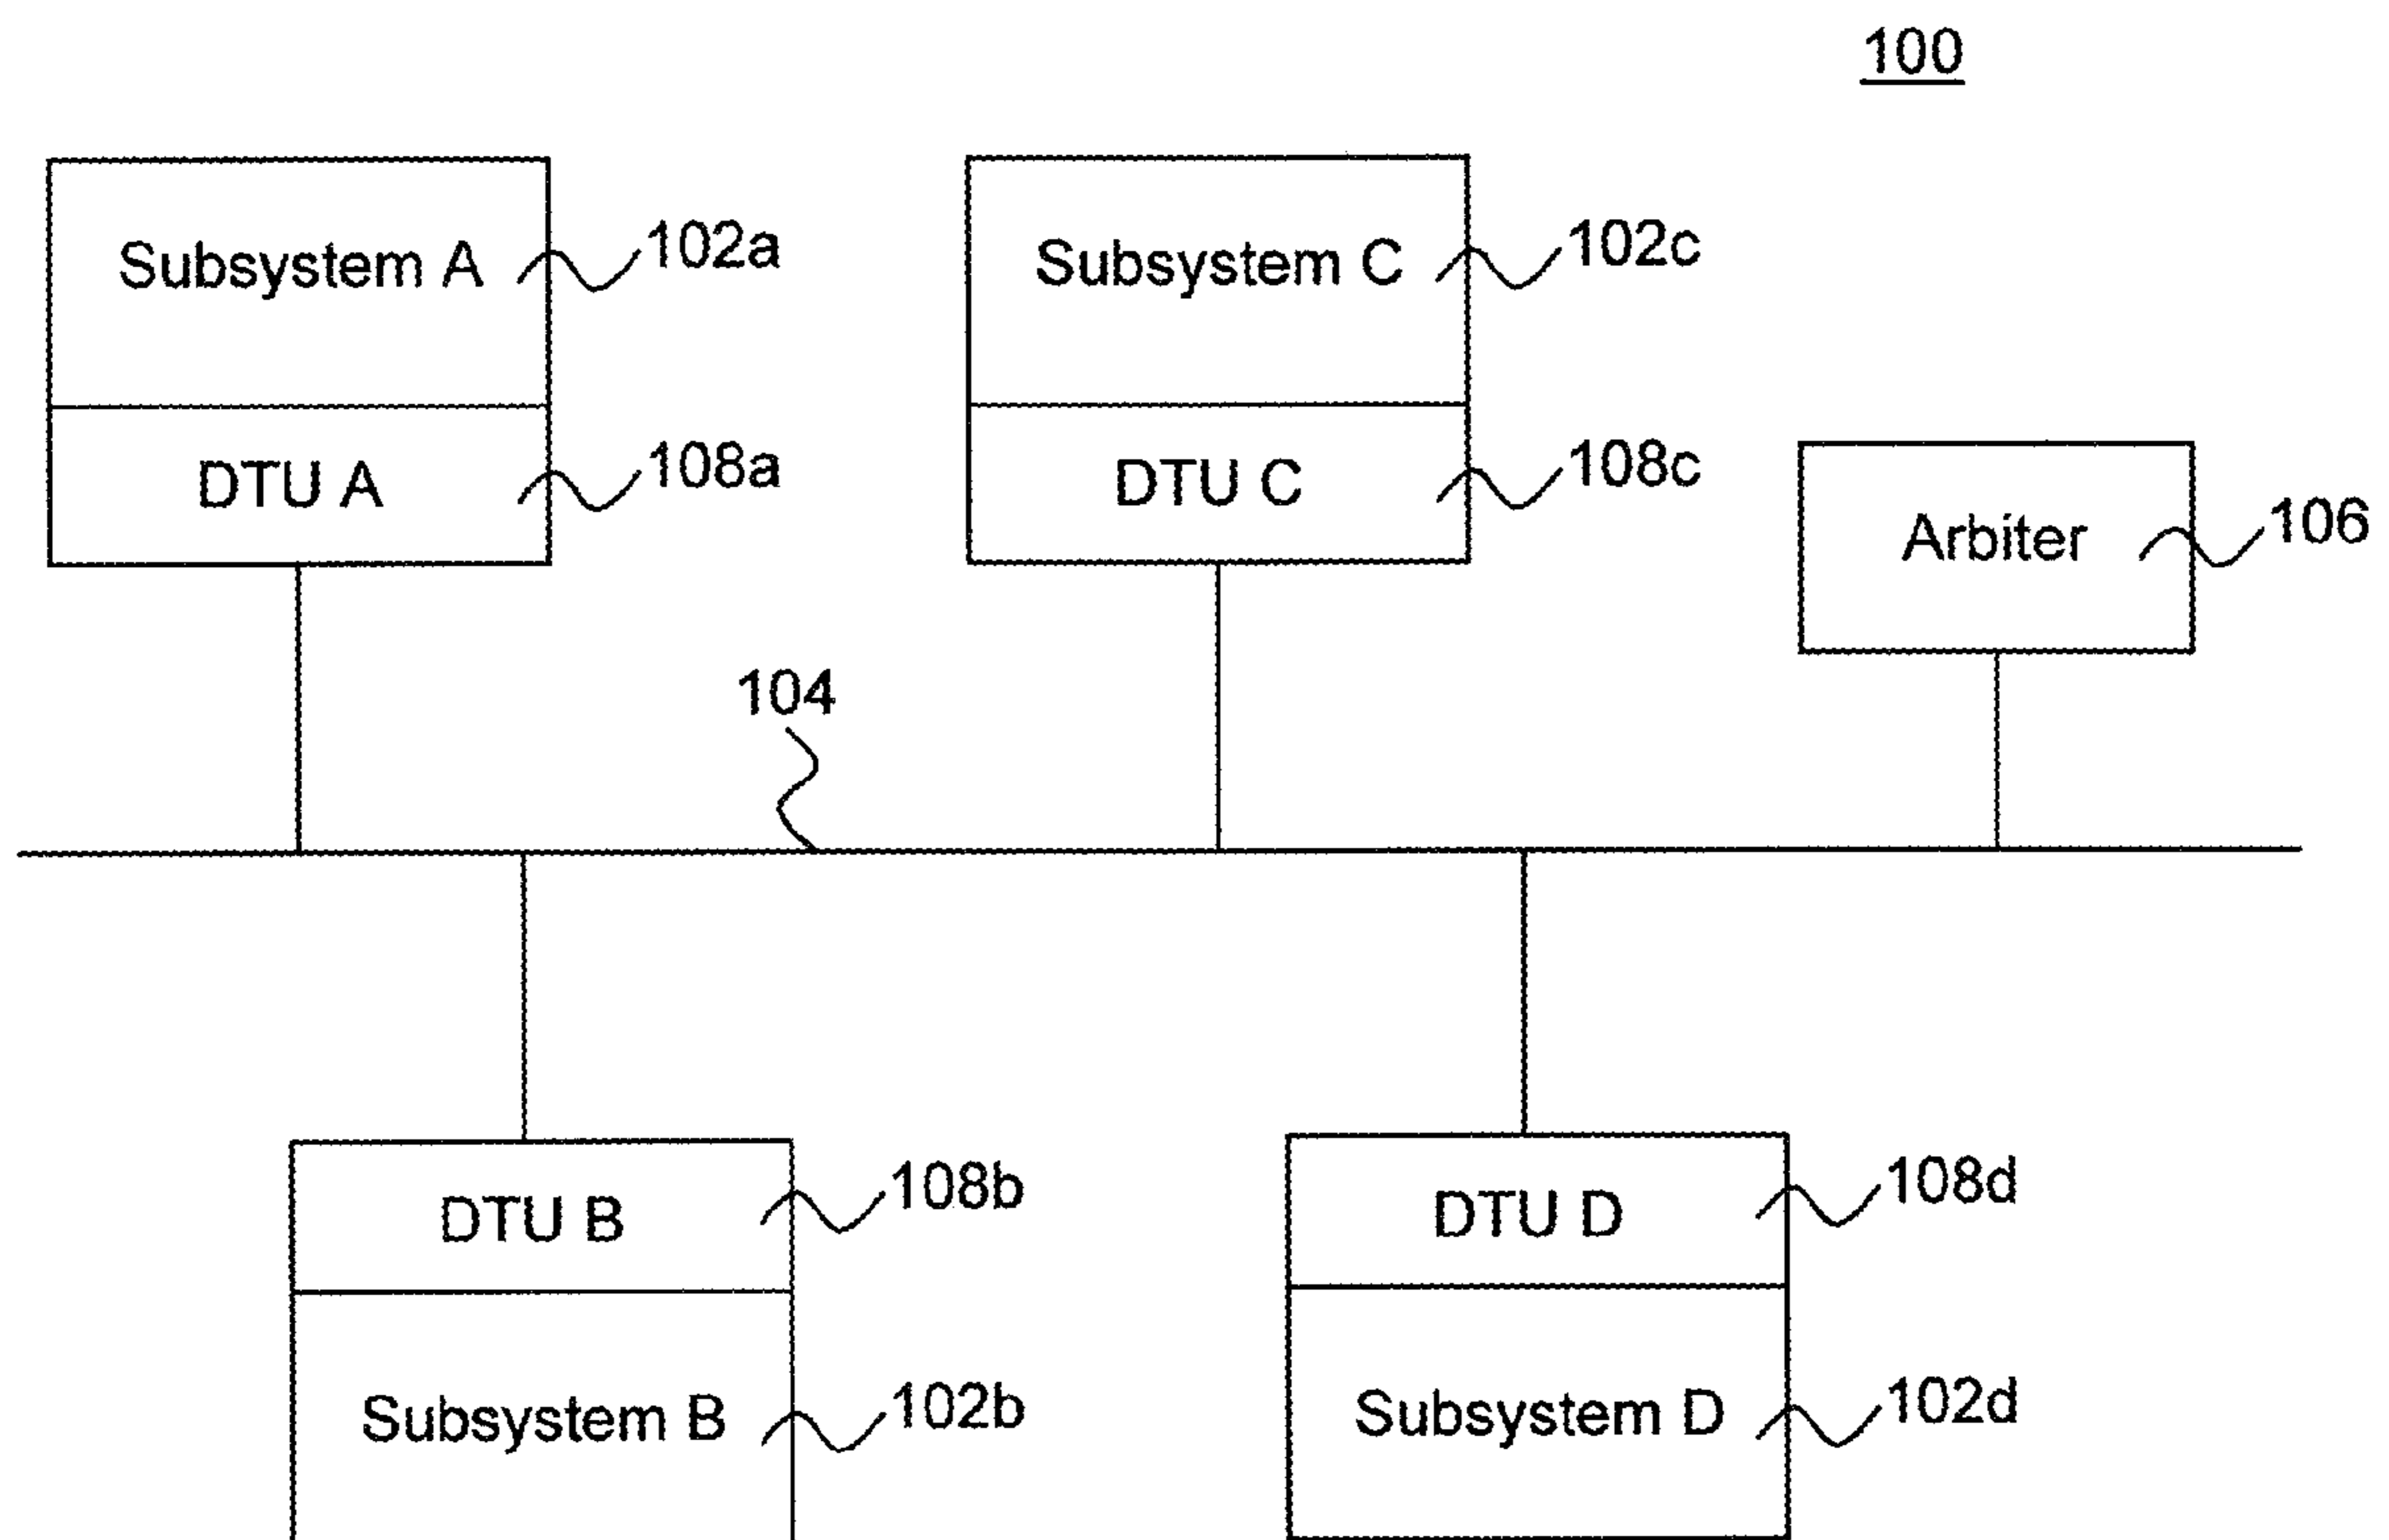 100
Subsystem A
102a
Subsystem C
102c
DTU A
108a
DTU C
108c
Arbiter
106
104
DTU B
108b
DTU D
108d
Subsystem B
102b
Subsystem D
102d